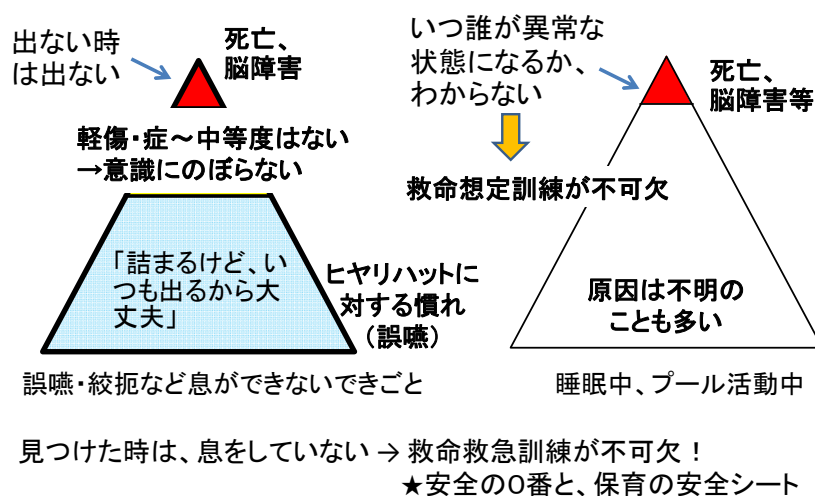 出ない時
は出ない
死亡、
脳障害
軽傷・症～中等度はない
→意識にのぼらない
「詰まるけど、い
つも出るから大
丈夫」
ヒヤリハットに
対する慣れ
（誤嚥）
誤嚥・絞扼など息ができないできごと
いつ誰が異常な
状態になるか、
わからない
死亡、
脳障害等
救命想定訓練が不可欠
原因は不明の
ことも多い
睡眠中、プール活動中
見つけた時は、息をしていない → 救命救急訓練が不可欠！
★安全の0番と、保育の安全シート